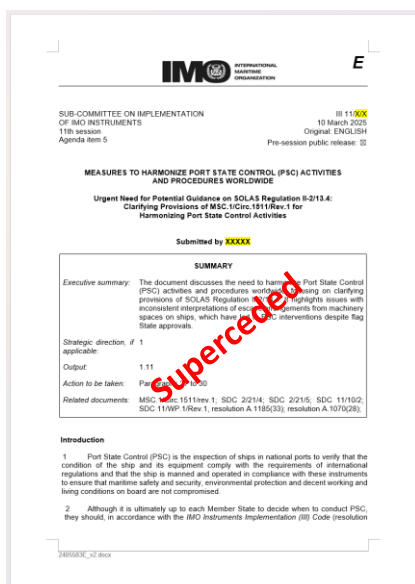 IMO
INTERNATIONAL
MARITIME
ORGANIZATION
E
SUB-COMMITTEE ON IMPLEMENTATION
OF IMO INSTRUMENTS
11th session
Agenda item 5
III 11/X/X
10 March 2025
Original: ENGLISH
Pre-session public release: ☒
MEASURES TO HARMONIZE PORT STATE CONTROL (PSC) ACTIVITIES
AND PROCEDURES WORLDWIDE
Urgent Need for Potential Guidance on SOLAS Regulation II-2/13.4:
Clarifying Provisions of MSC.1/Circ.1511/Rev.1 for
Harmonizing Port State Control Activities
Submitted by XXXXX
SUMMARY
Executive summary: The document discusses the need to harmonize Port State Control
(PSC) activities and procedures worldwide, focusing on clarifying
provisions of SOLAS Regulation highlights issues with
inconsistent interpretations of escape arrangements from machinery
spaces on ships, which have led to PSC interventions despite flag
State approvals.
Strategic direction, if applicable: 1
Output: 1.11
Action to be taken: Paragraphs to 30
Related documents: MSC.1/Circ.1511/rev.1; SDC 2/21/4; SDC 2/21/5; SDC 11/10/2;
SDC 11/WP.1/Rev.1, resolution A.1185(33); resolution A.1070(28);
Superceded
Introduction
1 Port State Control (PSC) is the inspection of ships in national ports to verify that the
condition of the ship and its equipment comply with the requirements of international
regulations and that the ship is manned and operated in compliance with these instruments
to ensure that maritime safety and security, environmental protection and decent working and
living conditions on board are not compromised.
2 Although it is ultimately up to each Member State to decide when to conduct PSC,
they should, in accordance with the IMO Instruments Implementation (III) Code (resolution
2405583E_v2.docx